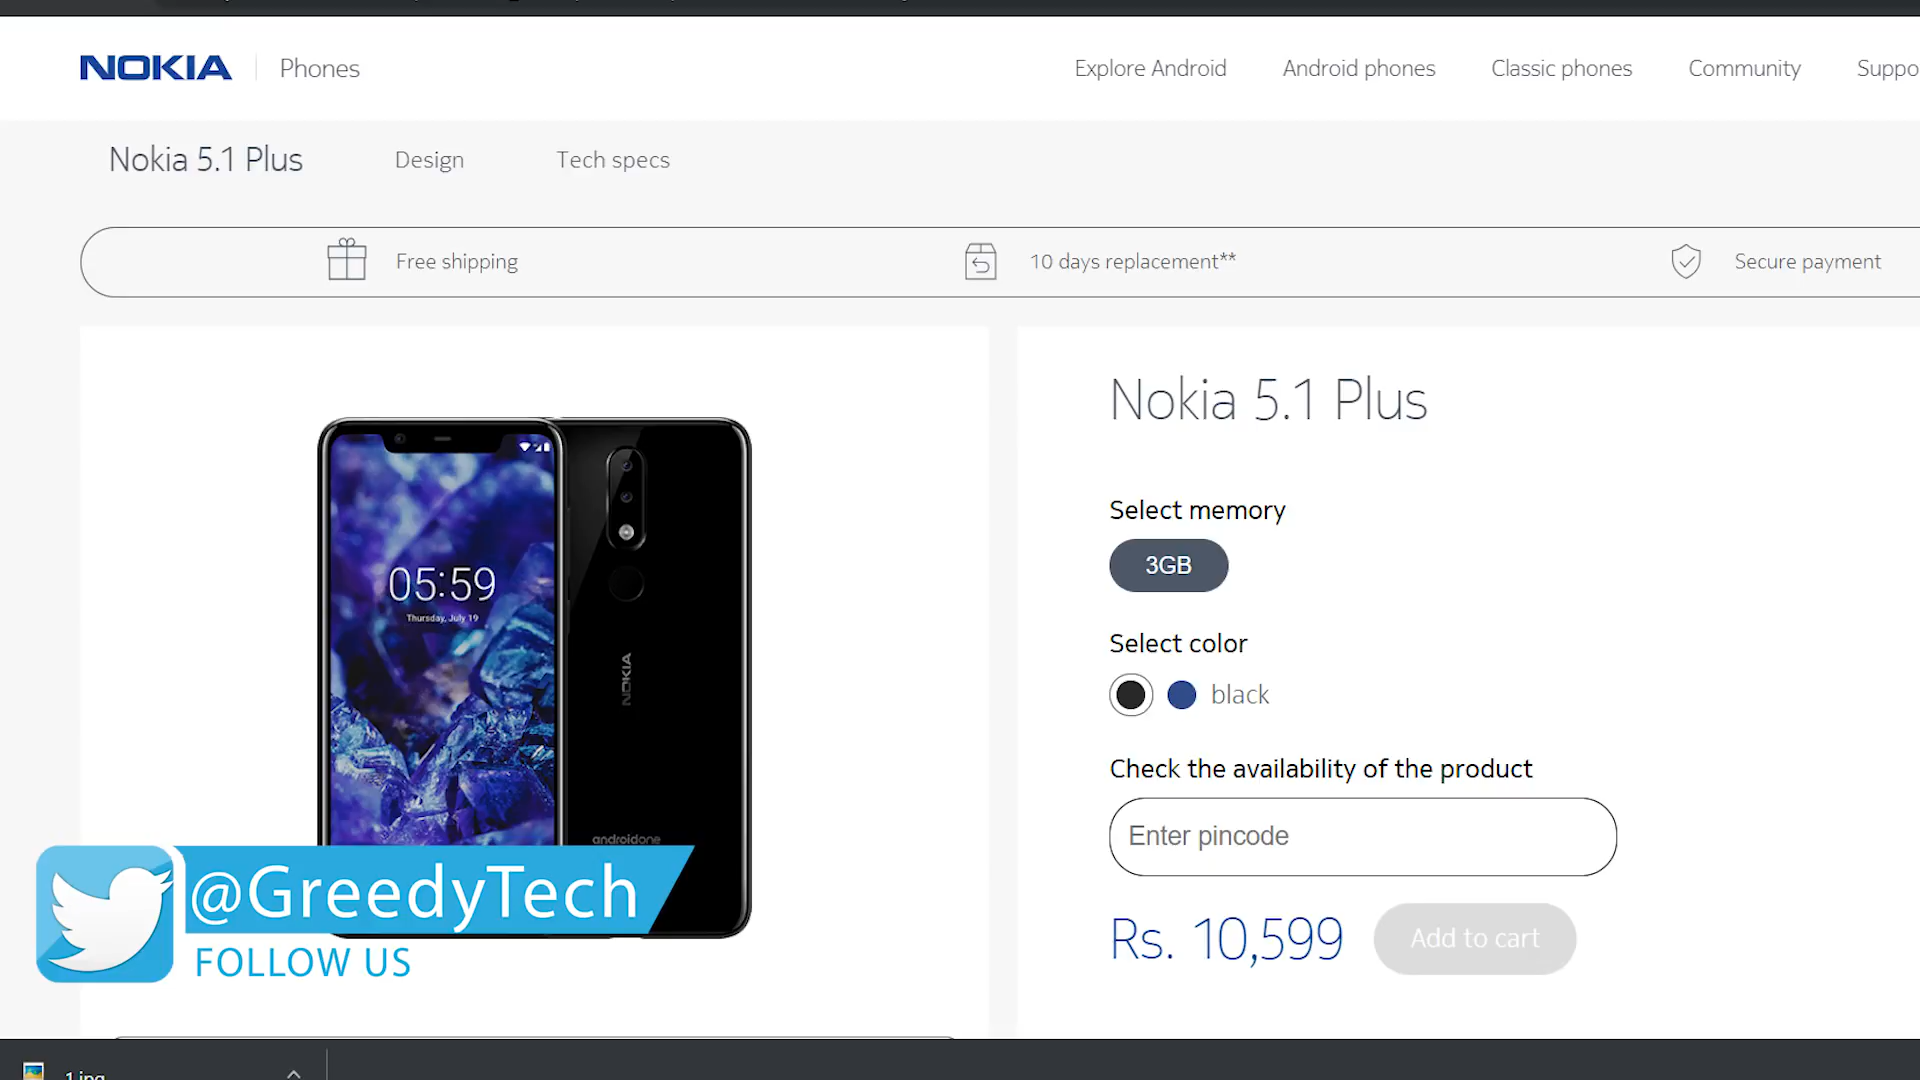 NOKIA Phones Explore Android Android phones Classic phones Community Suppo
Nokia 5.1 Plus Design Tech specs
Free shipping 10 days replacement** Secure payment
Nokia 5.1 Plus
05:59
Thursday, July 19
NOKIA
androidone
Select memory
3GB
Select color
black
Check the availability of the product
Enter pincode
Rs. 10,599 Add to cart
@GreedyTech
FOLLOW US
1.jpg